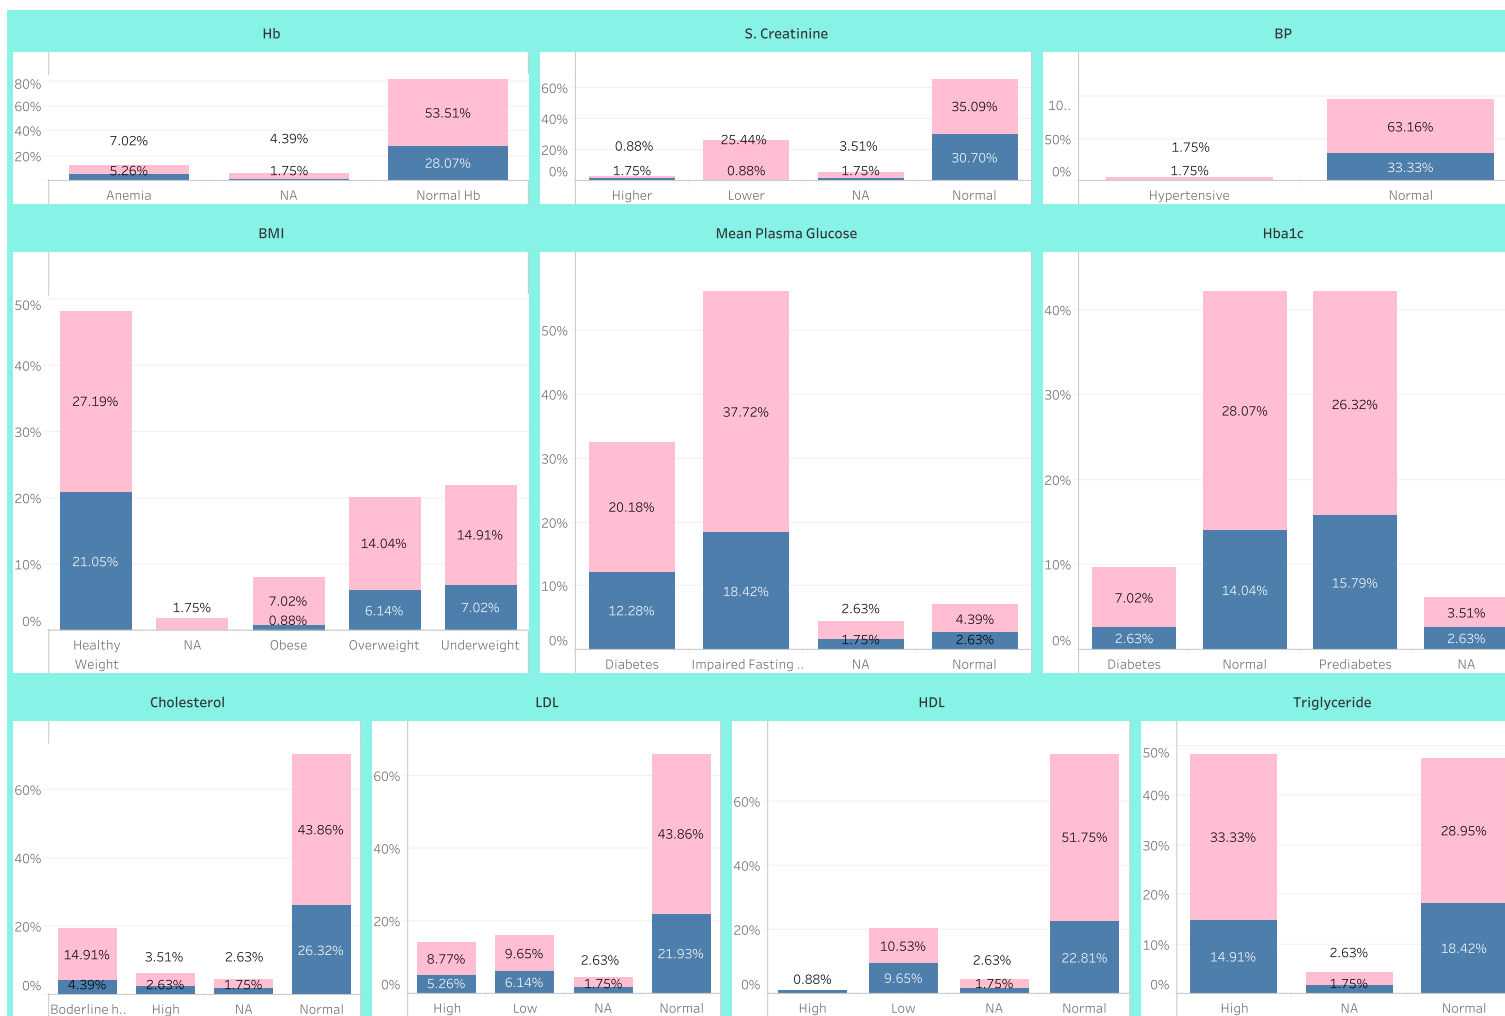 Hb
S. Creatinine
BP
80%
60%
40%
20%
7.02%
5.26%
4.39%
1.75%
53.51%
28.07%
Anemia
NA
Normal Hb
60%
40%
20%
0%
0.88%
1.75%
25.44%
0.88%
3.51%
1.75%
35.09%
30.70%
Higher
Lower
NA
Normal
10..
50%
0%
1.75%
1.75%
63.16%
33.33%
Hypertensive
Normal
BMI
Mean Plasma Glucose
Hba1c
50%
40%
30%
20%
10%
0%
27.19%
21.05%
1.75%
7.02%
0.88%
14.04%
6.14%
14.91%
7.02%
Healthy
Weight
NA
Obese
Overweight
Underweight
50%
40%
30%
20%
10%
0%
20.18%
12.28%
37.72%
18.42%
2.63%
1.75%
4.39%
2.63%
Diabetes
Impaired Fasting ..
NA
Normal
40%
30%
20%
10%
0%
7.02%
2.63%
28.07%
14.04%
26.32%
15.79%
3.51%
2.63%
Diabetes
Normal
Prediabetes
NA
Cholesterol
LDL
HDL
Triglyceride
60%
40%
20%
0%
14.91%
4.39%
3.51%
2.63%
2.63%
1.75%
43.86%
26.32%
Boderline h..
High
NA
Normal
60%
40%
20%
0%
8.77%
5.26%
9.65%
6.14%
2.63%
1.75%
43.86%
21.93%
High
Low
NA
Normal
60%
40%
20%
0%
0.88%
10.53%
9.65%
2.63%
1.75%
51.75%
22.81%
High
Low
NA
Normal
50%
40%
30%
20%
10%
0%
33.33%
14.91%
2.63%
1.75%
28.95%
18.42%
High
NA
Normal